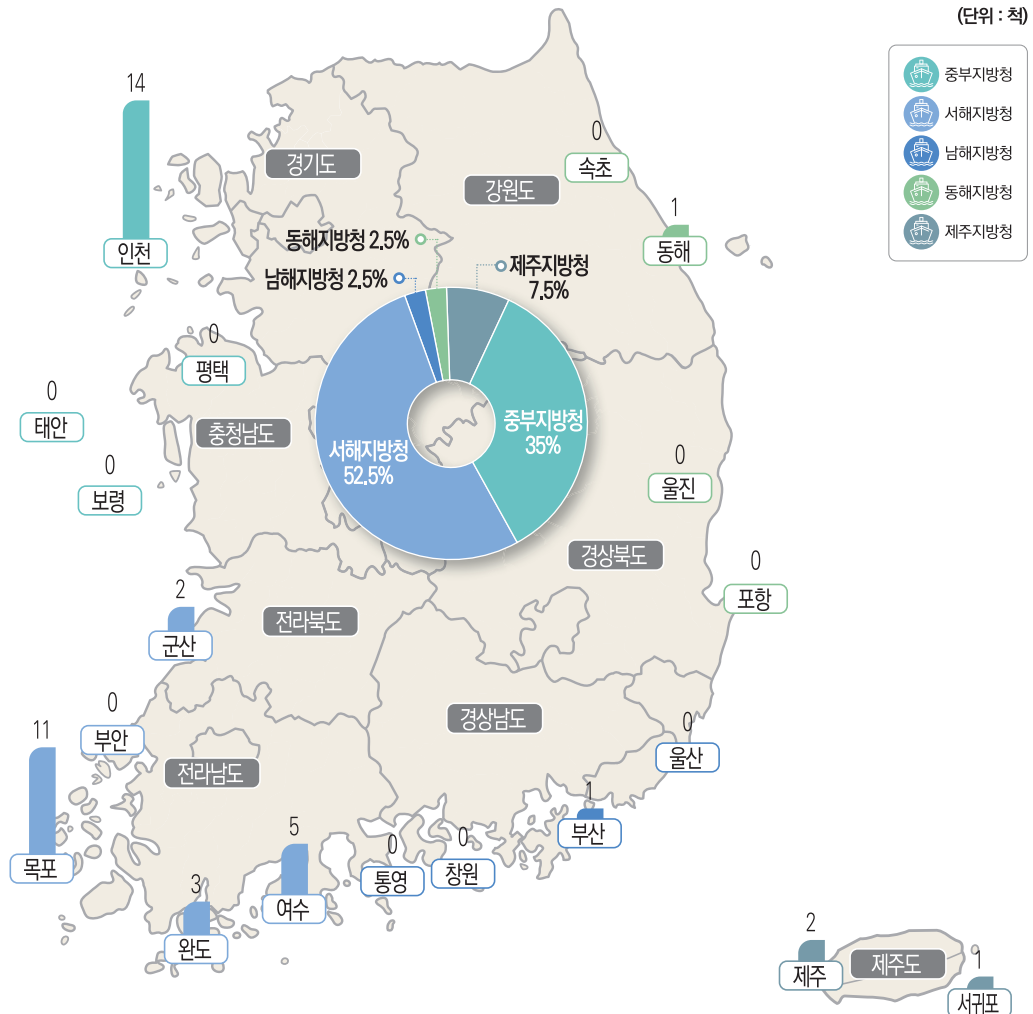 (단위 : 척)
중부지방청
서해지방청
남해지방청
동해지방청
제주지방청
14
인천
경기도
강원도
0
속초
1
동해
동해지방청 2.5%
남해지방청 2.5%
제주지방청
7.5%
중부지방청
35%
서해지방청
52.5%
0
평택
0
태안
0
보령
충청남도
0
울진
경상북도
0
포항
2
군산
전라북도
0
부안
11
목포
전라남도
경상남도
0
울산
1
부산
0
창원
0
통영
5
여수
3
완도
2
제주
제주도
1
서귀포